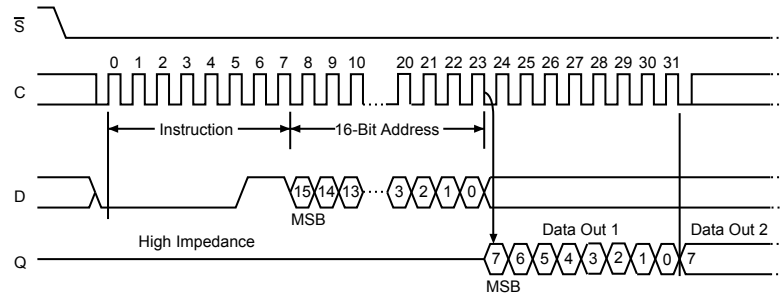 S̅
0 1 2 3 4 5 6 7 8 9 10 20 21 22 23 24 25 26 27 28 29 30 31
C
Instruction 16-Bit Address
D 15 14 13 3 2 1 0
MSB
High Impedance Data Out 1 Data Out 2
Q 7 6 5 4 3 2 1 0 7
MSB